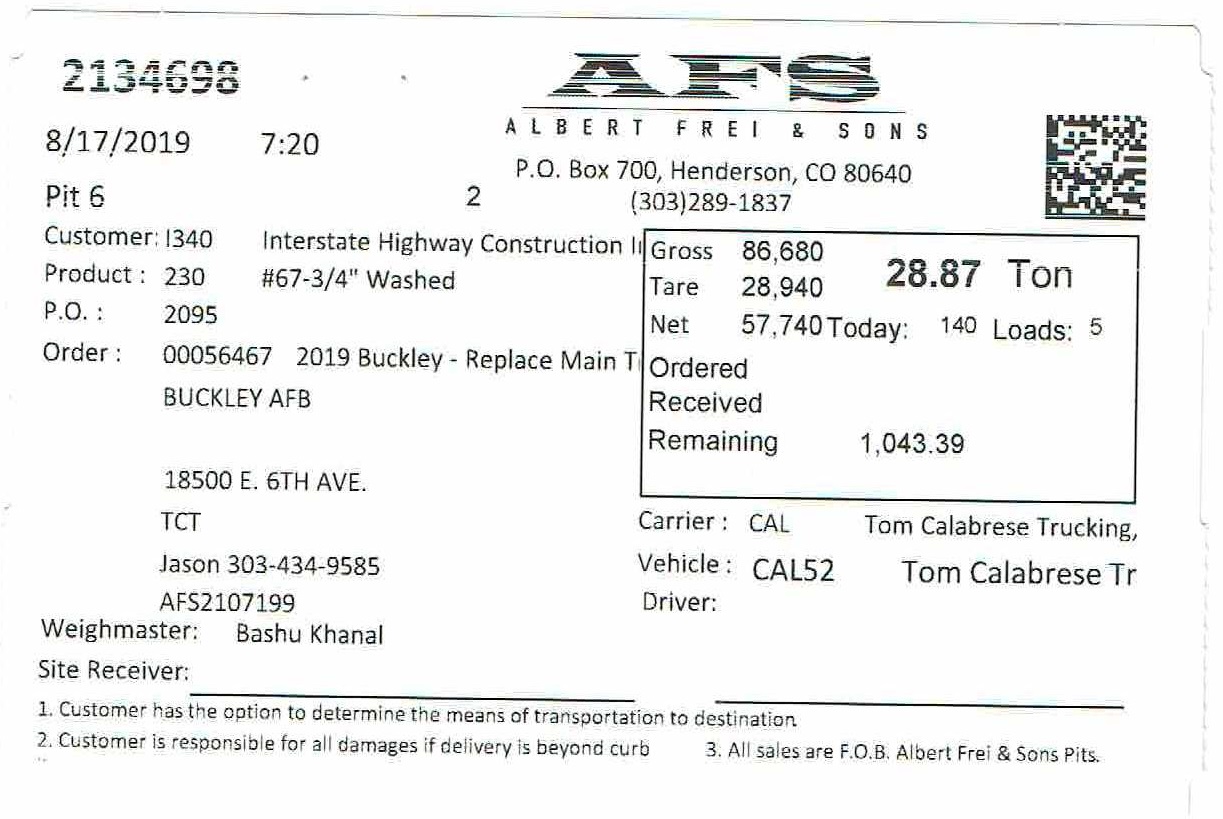 2134698
AFS
ALBERT FREI & SONS
8/17/2019 7:20
P.O. Box 700, Henderson, CO 80640
Pit 6 2 (303)289-1837
Customer: I340 Interstate Highway Construction I
Product : 230 #67-3/4" Washed
P.O. : 2095
Order : 00056467 2019 Buckley - Replace Main T
BUCKLEY AFB
18500 E. 6TH AVE.
TCT
Jason 303-434-9585
AFS2107199
Gross 86,680
28.87 Ton
Tare 28,940
Net 57,740 Today: 140 Loads: 5
Ordered
Received
Remaining 1,043.39
Carrier : CAL Tom Calabrese Trucking,
Vehicle : CAL52 Tom Calabrese Tr
Driver:
Weighmaster: Bashu Khanal
Site Receiver:
1. Customer has the option to determine the means of transportation to destination
2. Customer is responsible for all damages if delivery is beyond curb 3. All sales are F.O.B. Albert Frei & Sons Pits.